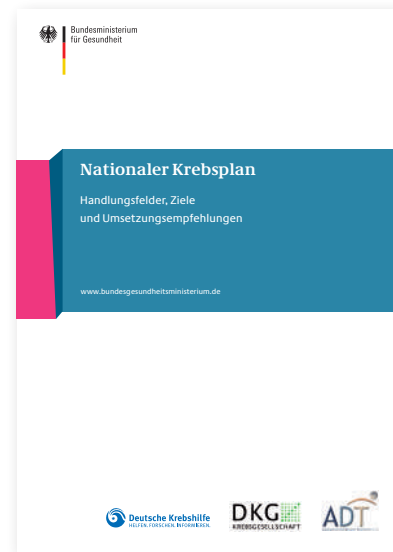 Bundesministerium
für Gesundheit
Nationaler Krebsplan
Handlungsfelder, Ziele
und Umsetzungsempfehlungen
www.bundesgesundheitsministerium.de
Deutsche Krebshilfe
HELFEN. FORSCHEN. INFORMIEREN.
DKG
KREBSGESELLSCHAFT
ADT